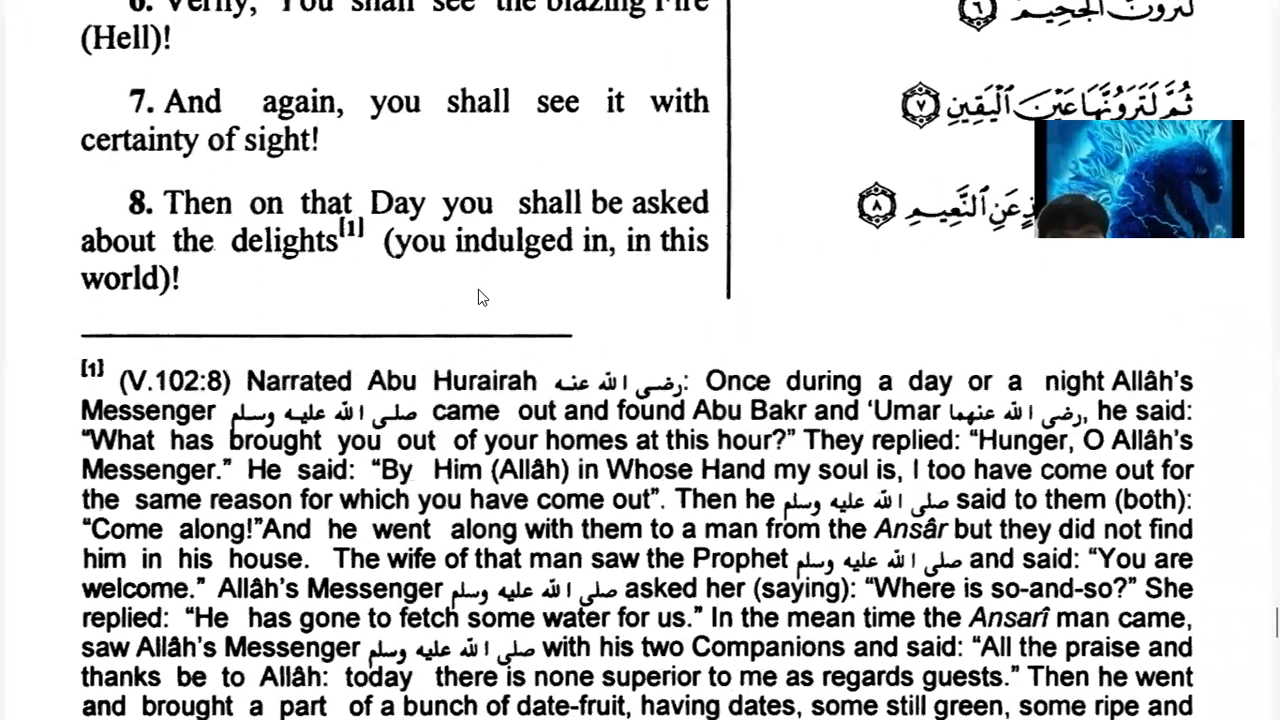 6. Verily, You shall see the blazing Fire
(Hell)!
7. And again, you shall see it with
certainty of sight!
8. Then on that Day you shall be asked
about the delights[1] (you indulged in, in this
world)!
لَتَرَوُنَّ ٱلْجَحِيمَ ٦
ثُمَّ لَتَرَوُنَّهَا عَيْنَ ٱلْيَقِينِ ٧
عَنِ ٱلنَّعِيمِ ٨
[1] (V.102:8) Narrated Abu Hurairah رضى الله عنه: Once during a day or a night Allâh's
Messenger صلى الله عليه وسلم came out and found Abu Bakr and ‘Umar رضى الله عنهما, he said:
“What has brought you out of your homes at this hour?” They replied: “Hunger, O Allâh's
Messenger.” He said: “By Him (Allâh) in Whose Hand my soul is, I too have come out for
the same reason for which you have come out”. Then he صلى الله عليه وسلم said to them (both):
“Come along!”And he went along with them to a man from the Ansâr but they did not find
him in his house. The wife of that man saw the Prophet صلى الله عليه وسلم and said: “You are
welcome.” Allâh's Messenger صلى الله عليه وسلم asked her (saying): “Where is so-and-so?” She
replied: “He has gone to fetch some water for us.” In the mean time the Ansarî man came,
saw Allâh's Messenger صلى الله عليه وسلم with his two Companions and said: “All the praise and
thanks be to Allâh: today there is none superior to me as regards guests.” Then he went
and brought a part of a bunch of date-fruit, having dates, some still green, some ripe and